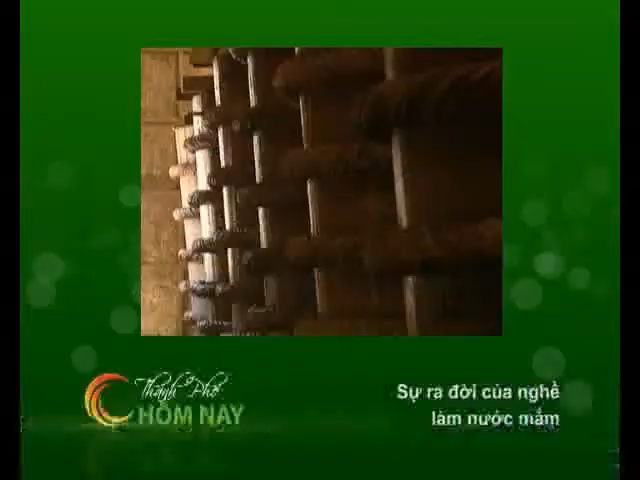 Thành Phố
HÔM NAY
Sự ra đời của nghề
làm nước mắm